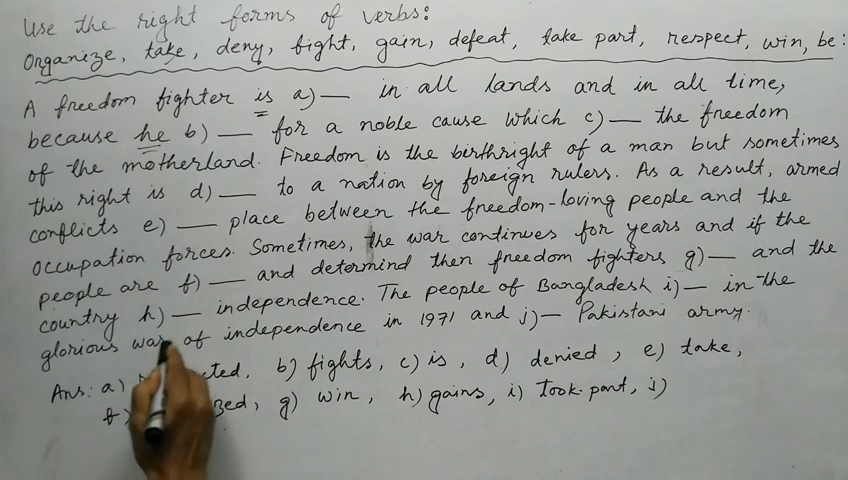 Use the right forms of verbs:
Organize, take, deny, fight, gain, defeat, take part, respect, win, be:
A freedom fighter is a) — in all lands and in all time,
because he b) — for a noble cause which c) — the freedom
of the motherland. Freedom is the birthright of a man but sometimes
this right is d) — to a nation by foreign rulers. As a result, armed
conflicts e) — place between the freedom-loving people and the
occupation forces. Sometimes, the war continues for years and if the
people are f) — and determind then freedom fighters g) — and the
country h) — independence. The people of Bangladesh i) — in the
glorious war of independence in 1971 and j) — Pakistani army.
Ans: a) cted, b) fights, c) is, d) denied, e) take,
f) zed, g) win, h) gains, i) took part, j)